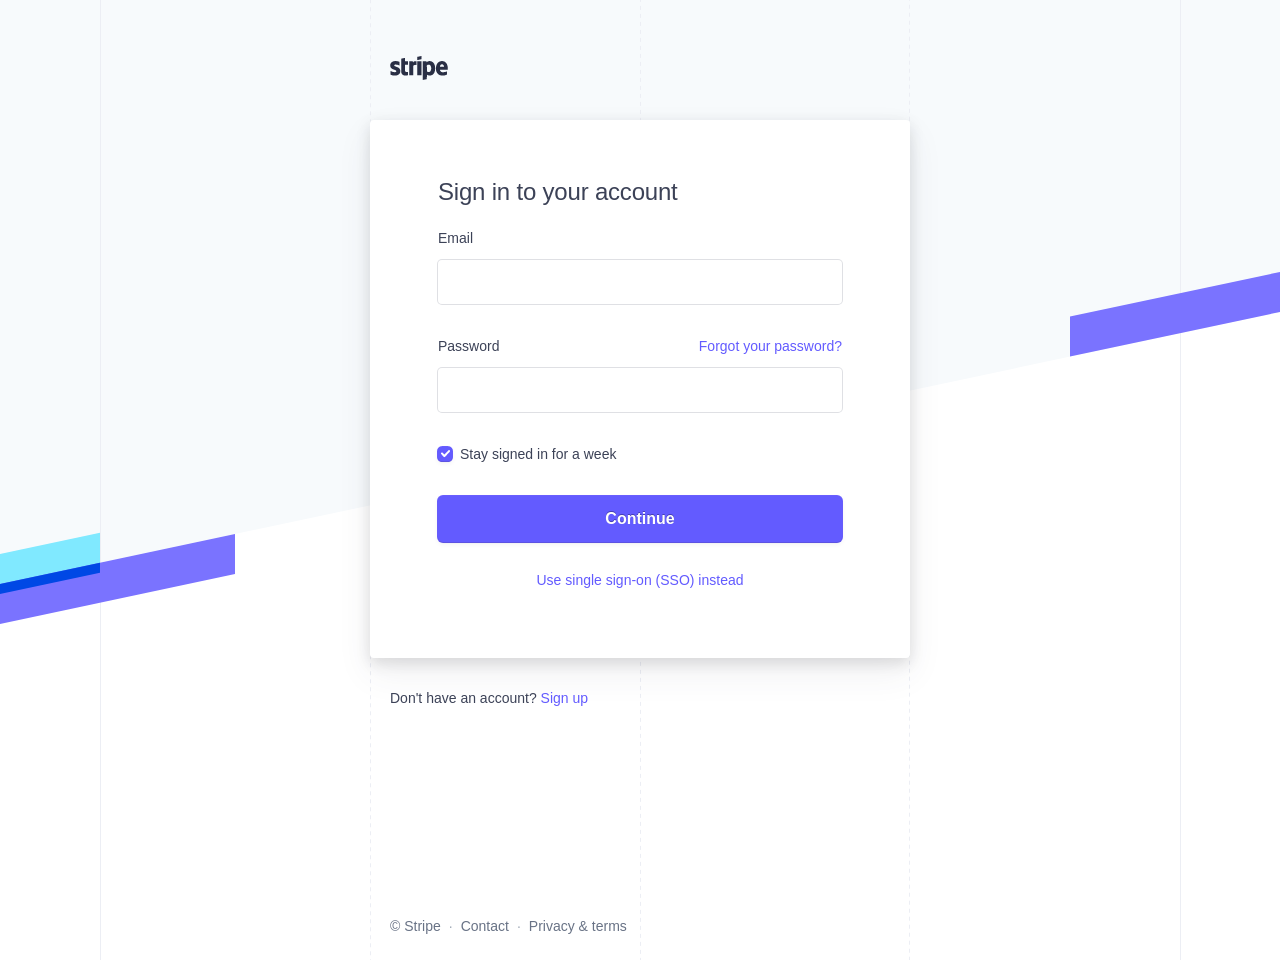 stripe
Sign in to your account
Email
Password Forgot your password?
Stay signed in for a week
Continue
Use single sign-on (SSO) instead
Don't have an account? Sign up
© Stripe · Contact · Privacy & terms